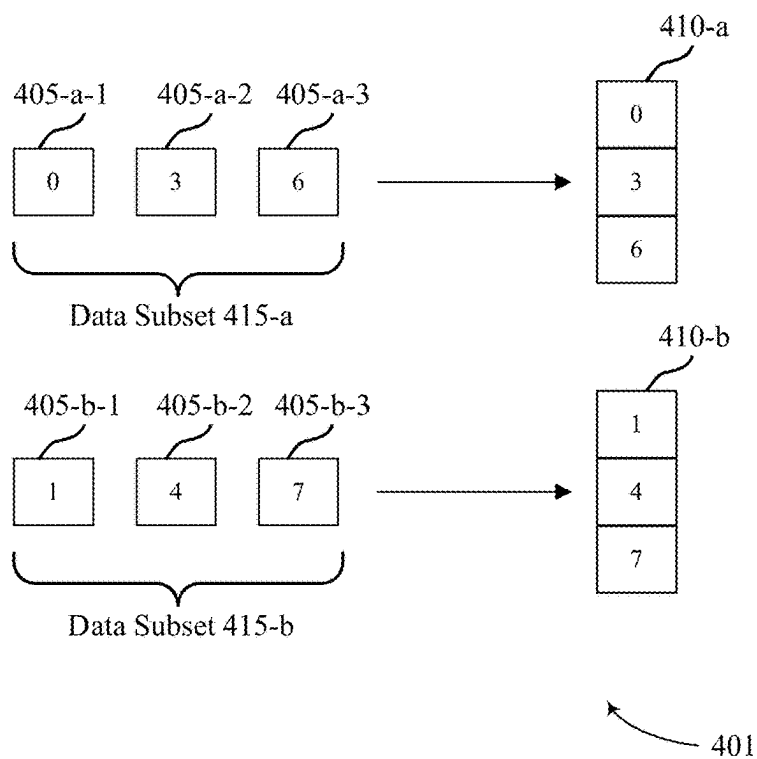 410-a
405-a-1 405-a-2 405-a-3
0
0 3 6
3
6
Data Subset 415-a
410-b
405-b-1 405-b-2 405-b-3
1
1 4 7
4
7
Data Subset 415-b
401